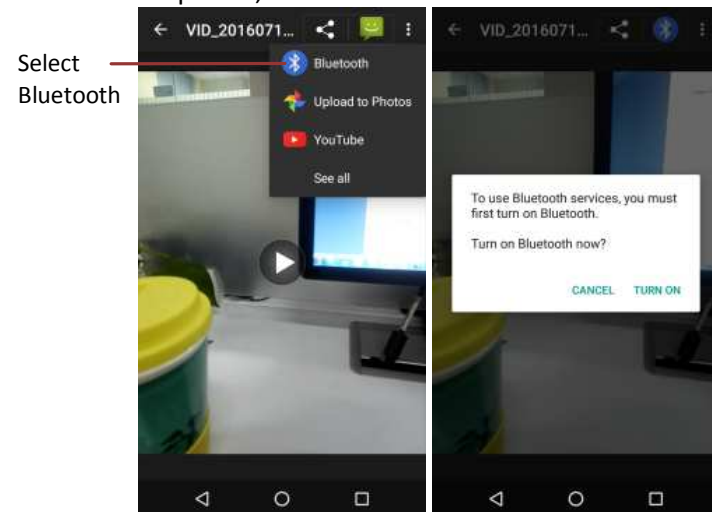 VID_2016071...
Select
Bluetooth
Bluetooth
Upload to Photos
YouTube
See all
VID_2016071...
To use Bluetooth services, you must
first turn on Bluetooth.
Turn on Bluetooth now?
CANCEL TURN ON